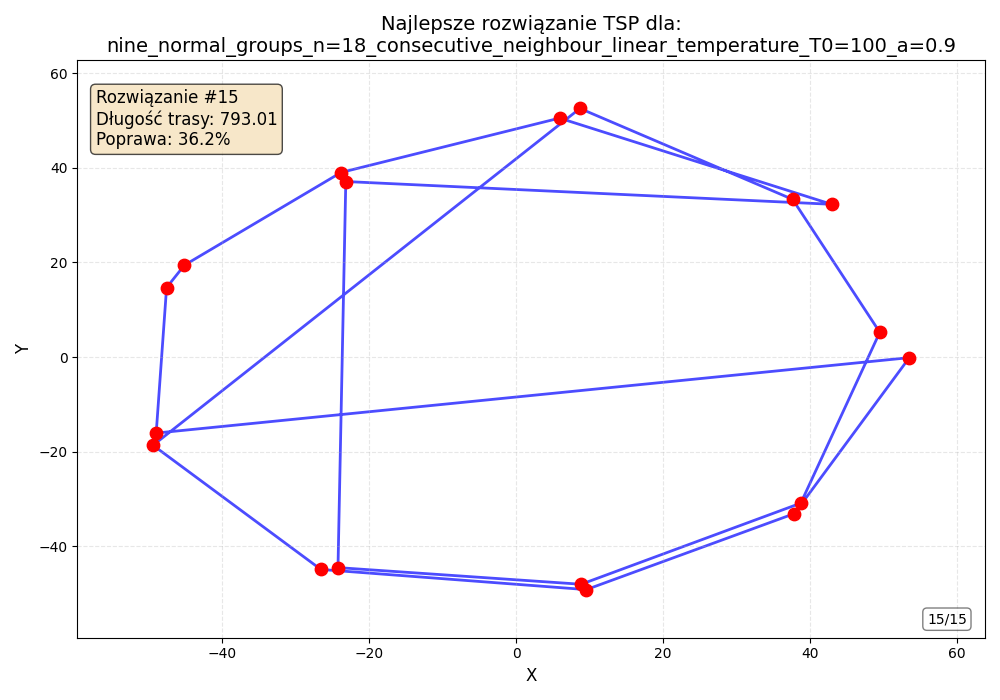 Najlepsze rozwiązanie TSP dla:
nine_normal_groups_n=18_consecutive_neighbour_linear_temperature_T0=100_a=0.9
Rozwiązanie #15
Długość trasy: 793.01
Poprawa: 36.2%
60
40
20
0
−20
−40
Y
15/15
−40
−20
0
20
40
60
X